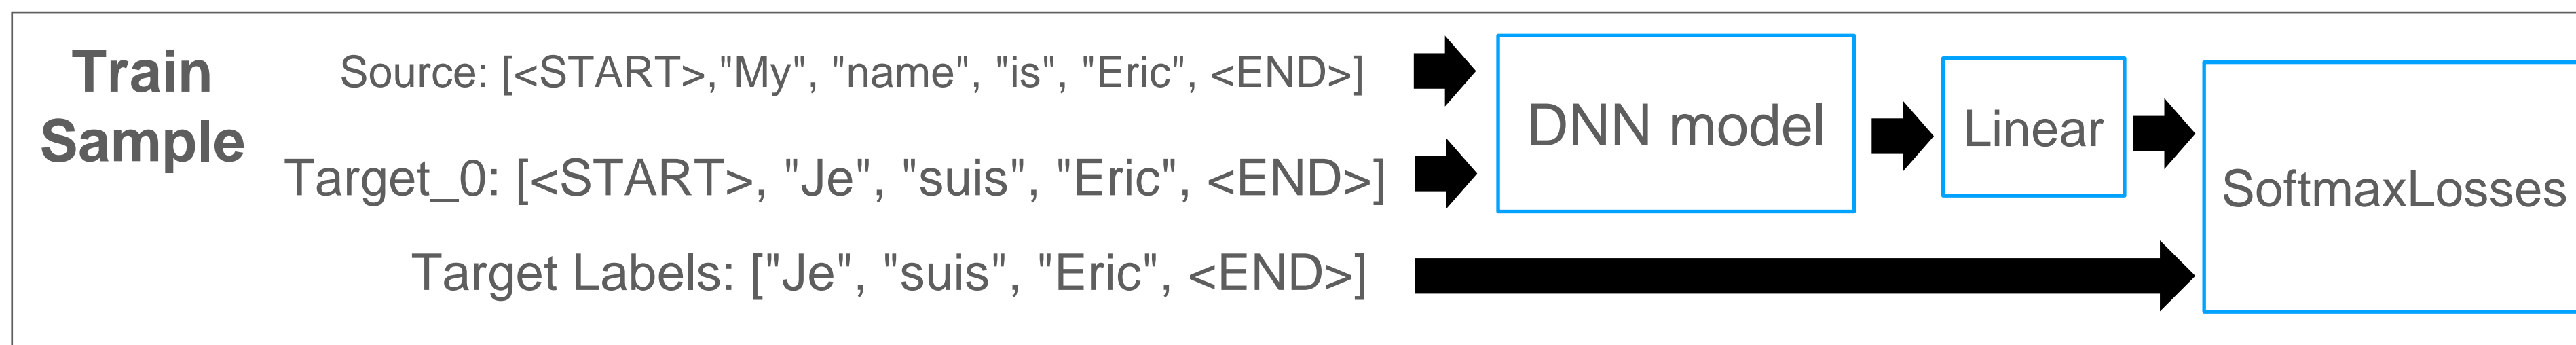 Train
Sample
Source: [<START>,"My", "name", "is", "Eric", <END>]
Target_0: [<START>, "Je", "suis", "Eric", <END>]
Target Labels: ["Je", "suis", "Eric", <END>]
DNN model
Linear
SoftmaxLosses